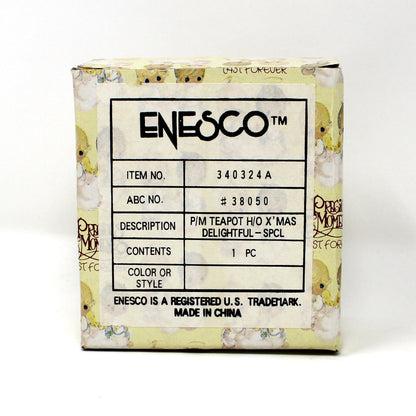 LAST FOREVER
ENESCO™
ITEM NO. 340324A
ABC NO. #38050
DESCRIPTION P/M TEAPOT H/O X'MAS
DELIGHTFUL-SPCL
CONTENTS 1 PC
COLOR OR
STYLE
ENESCO IS A REGISTERED U.S. TRADEMARK.
MADE IN CHINA